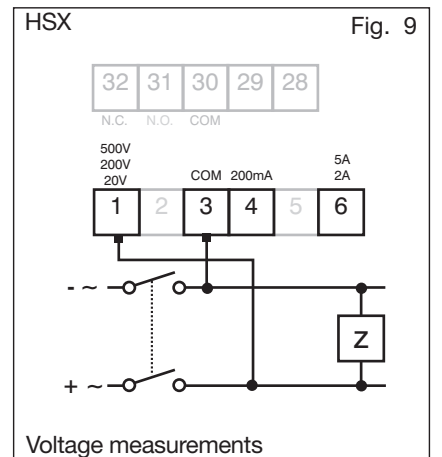 HSX Fig. 9
32 31 30 29 28
N.C. N.O. COM
500V
200V
20V
COM 200mA
5A
2A
1 2 3 4 5 6
- ~
Z
+ ~
Voltage measurements